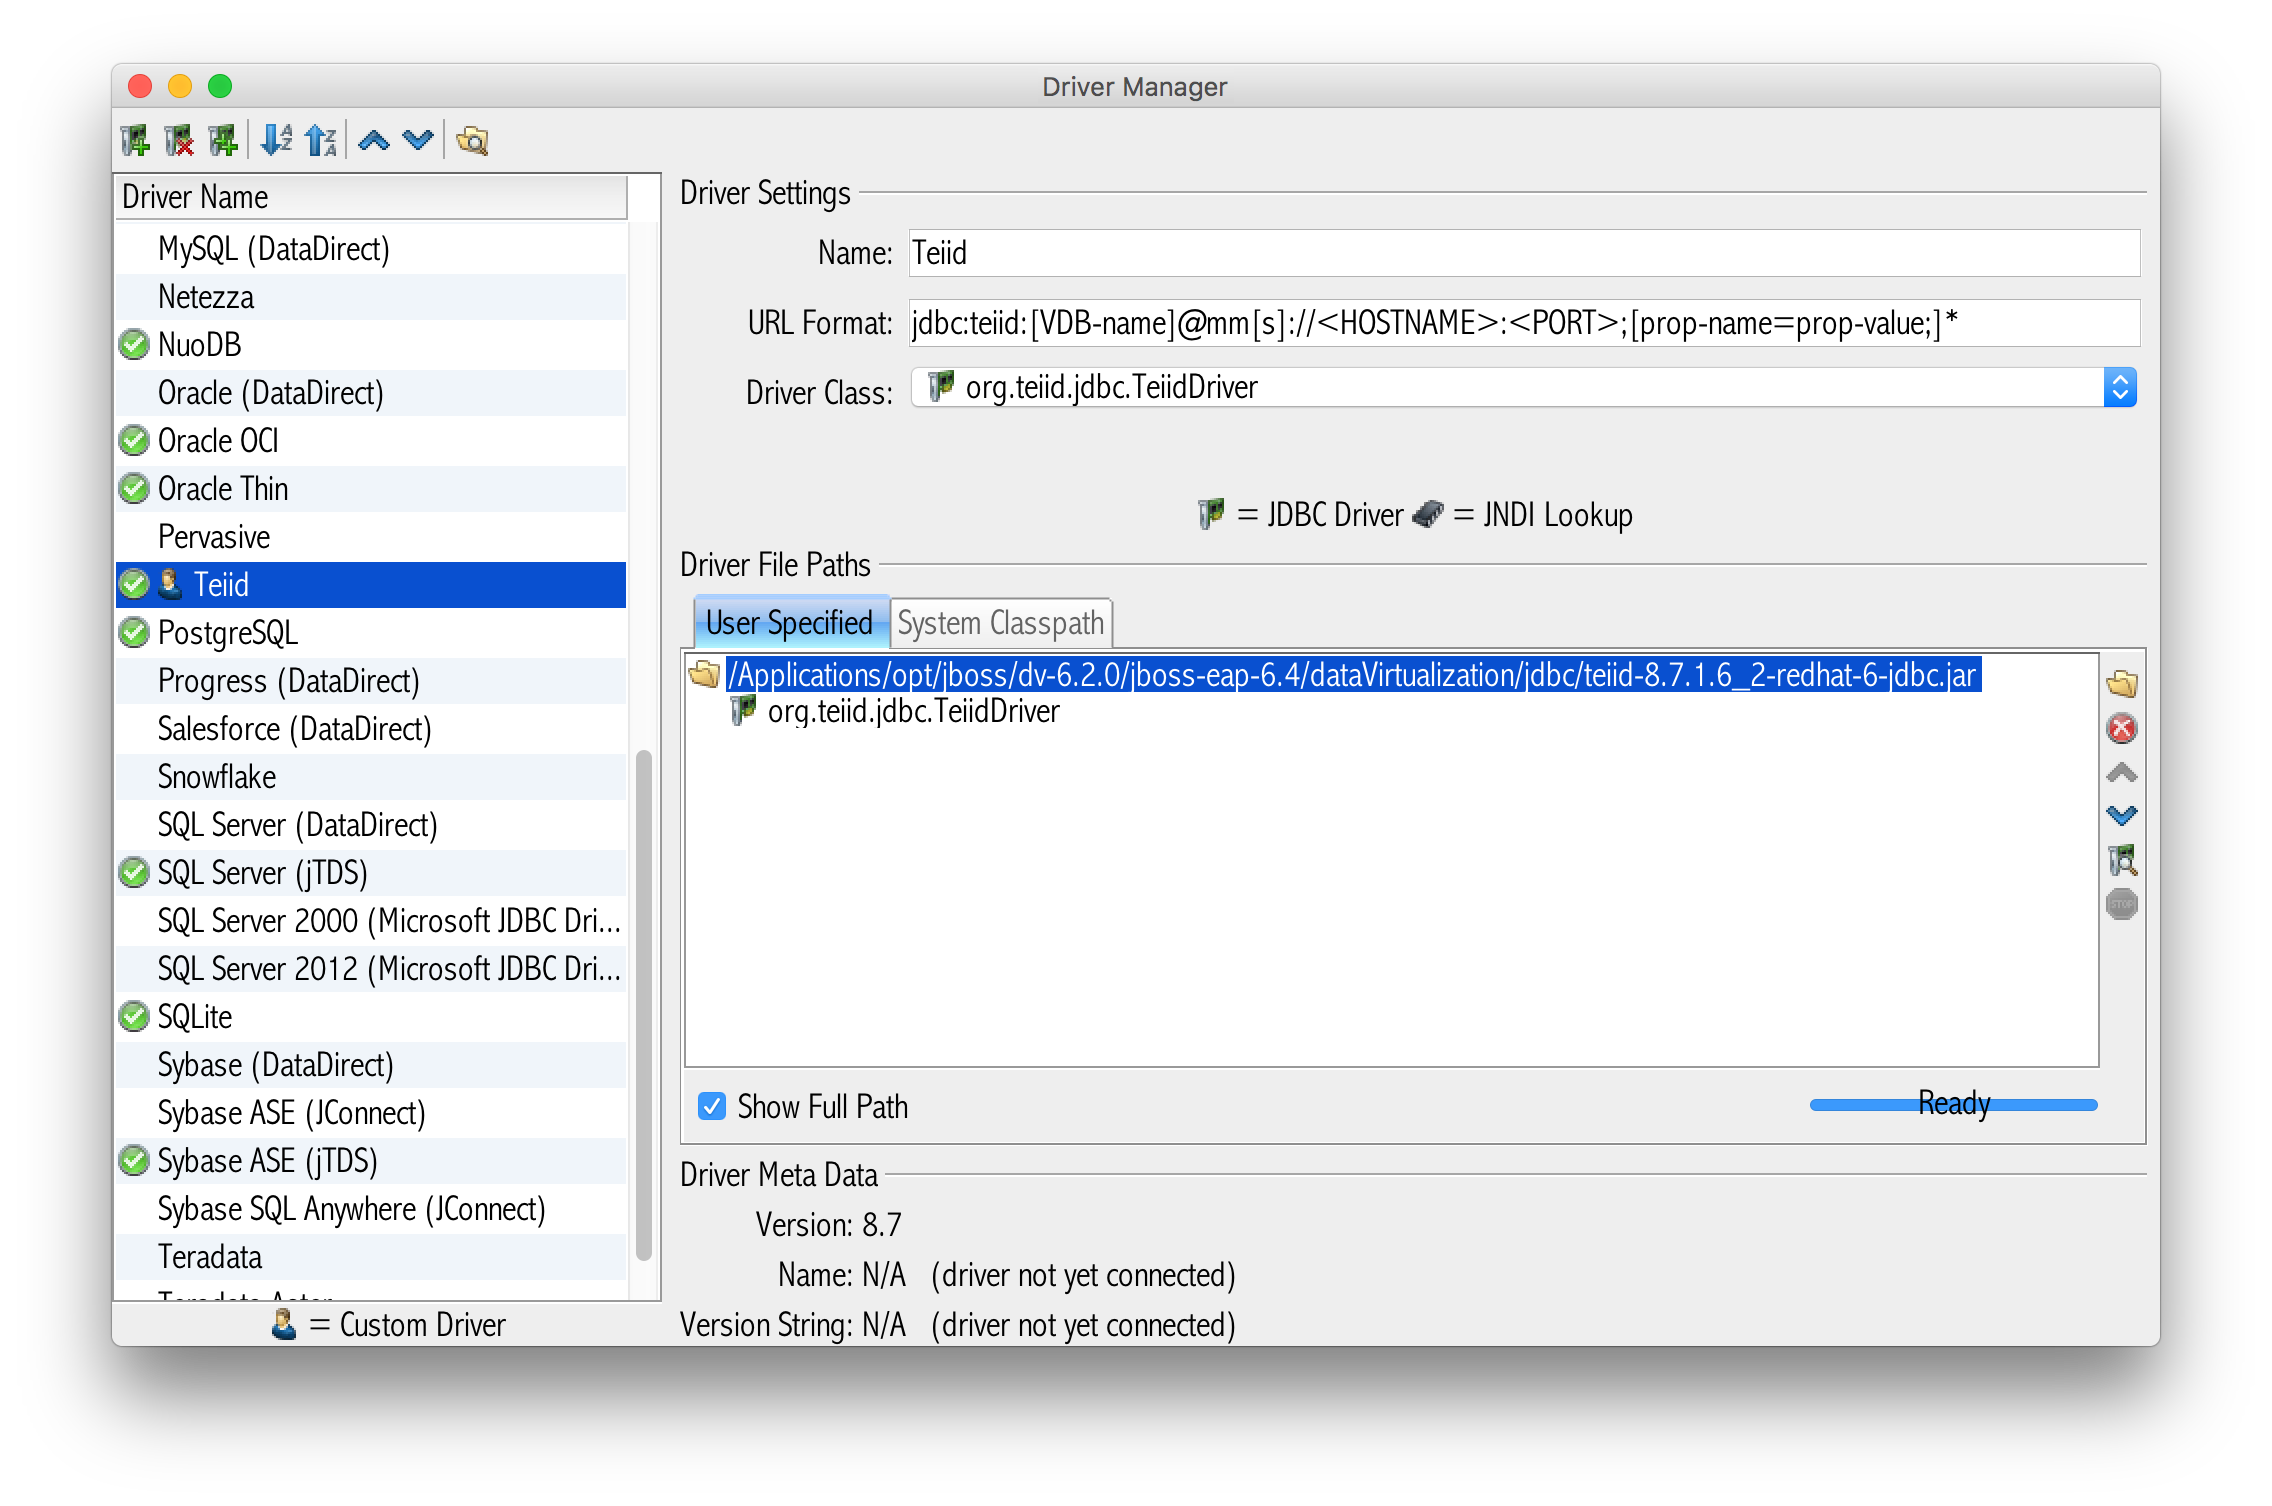 Driver Manager
Driver Name
MySQL (DataDirect)
Netezza
NuoDB
Oracle (DataDirect)
Oracle OCI
Oracle Thin
Pervasive
Teiid
PostgreSQL
Progress (DataDirect)
Salesforce (DataDirect)
Snowflake
SQL Server (DataDirect)
SQL Server (jTDS)
SQL Server 2000 (Microsoft JDBC Dri...
SQL Server 2012 (Microsoft JDBC Dri...
SQLite
Sybase (DataDirect)
Sybase ASE (JConnect)
Sybase ASE (jTDS)
Sybase SQL Anywhere (JConnect)
Teradata
Teradata Aster
= Custom Driver
Driver Settings
Name: Teiid
URL Format: jdbc:teiid:[VDB-name]@mm[s]://<HOSTNAME>:<PORT>;[prop-name=prop-value;]*
Driver Class: org.teiid.jdbc.TeiidDriver
= JDBC Driver = JNDI Lookup
Driver File Paths
User Specified System Classpath
/Applications/opt/jboss/dv-6.2.0/jboss-eap-6.4/dataVirtualization/jdbc/teiid-8.7.1.6_2-redhat-6-jdbc.jar
org.teiid.jdbc.TeiidDriver
STOP
Show Full Path
Ready
Driver Meta Data
Version: 8.7
Name: N/A (driver not yet connected)
Version String: N/A (driver not yet connected)